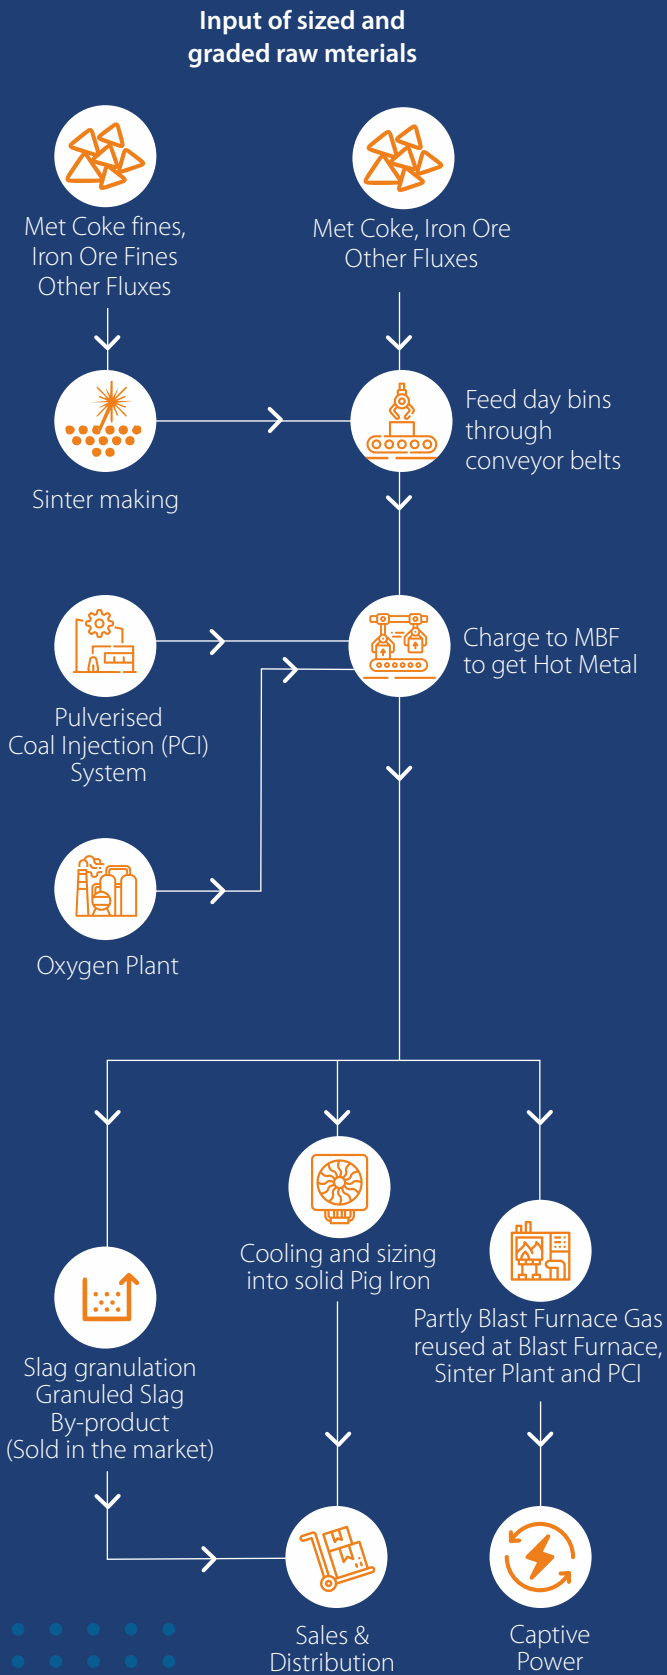 Input of sized and
graded raw mterials
Met Coke fines,
Iron Ore Fines
Other Fluxes
Met Coke, Iron Ore
Other Fluxes
Sinter making
Feed day bins
through
conveyor belts
Pulverised
Coal Injection (PCI)
System
Charge to MBF
to get Hot Metal
Oxygen Plant
Cooling and sizing
into solid Pig Iron
Slag granulation
Granuled Slag
By-product
(Sold in the market)
Partly Blast Furnace Gas
reused at Blast Furnace,
Sinter Plant and PCI
Sales &
Distribution
Captive
Power